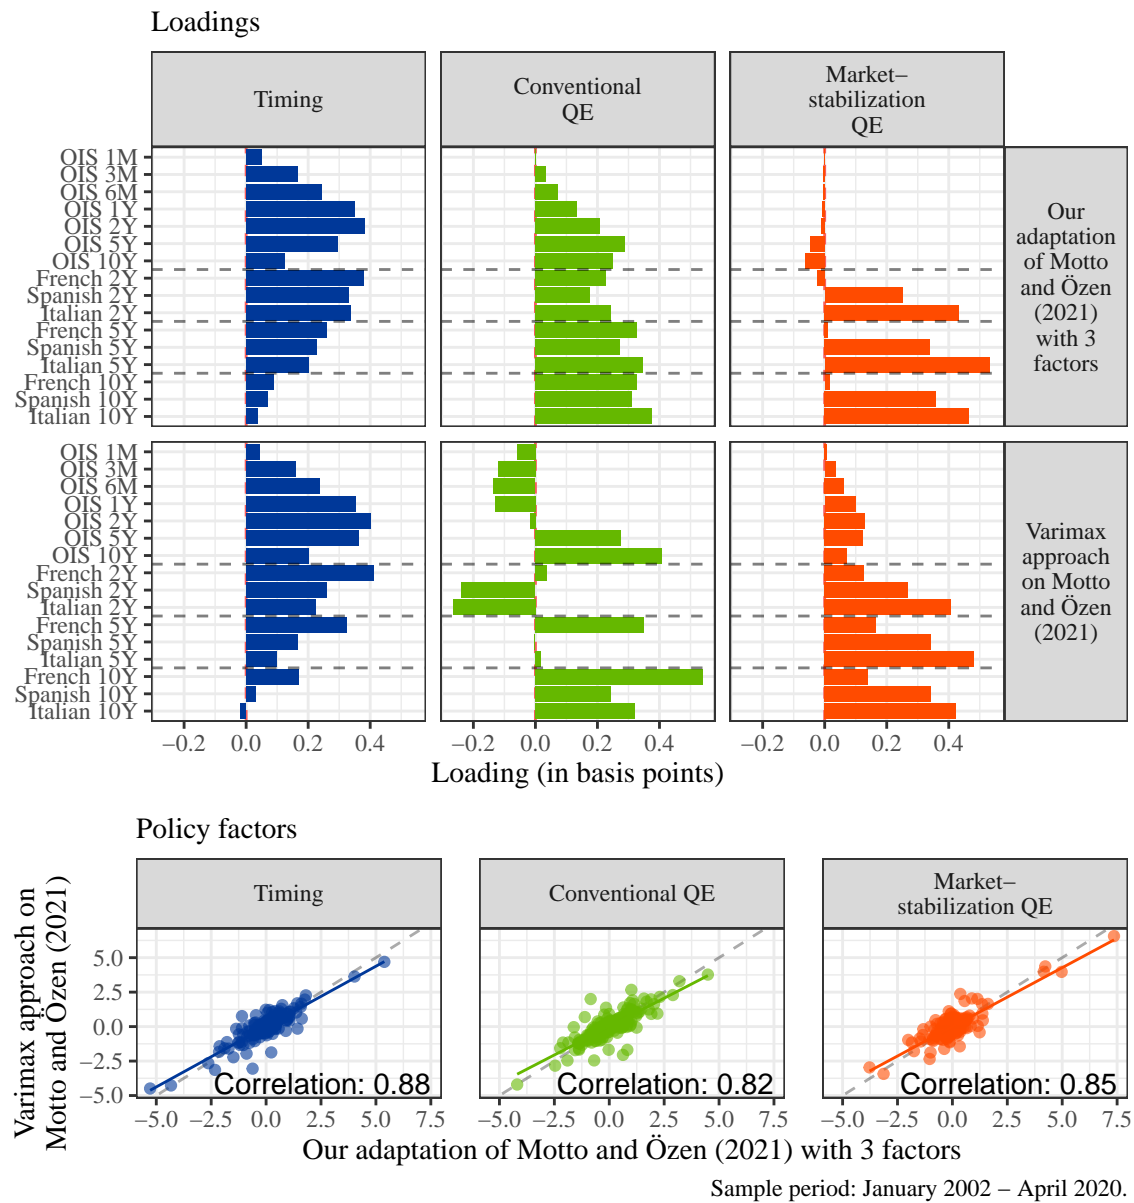 Loadings
Timing
Conventional
QE
Market−
stabilization
QE
OIS 1M
OIS 3M
OIS 6M
OIS 1Y
OIS 2Y
OIS 5Y
OIS 10Y
French 2Y
Spanish 2Y
Italian 2Y
French 5Y
Spanish 5Y
Italian 5Y
French 10Y
Spanish 10Y
Italian 10Y
Our
adaptation
of Motto
and Özen
(2021)
with 3
factors
OIS 1M
OIS 3M
OIS 6M
OIS 1Y
OIS 2Y
OIS 5Y
OIS 10Y
French 2Y
Spanish 2Y
Italian 2Y
French 5Y
Spanish 5Y
Italian 5Y
French 10Y
Spanish 10Y
Italian 10Y
Varimax
approach
on Motto
and Özen
(2021)
−0.2 0.0 0.2 0.4 −0.2 0.0 0.2 0.4 −0.2 0.0 0.2 0.4
Loading (in basis points)
Policy factors
Timing
Conventional QE
Market−
stabilization QE
Varimax approach on
Motto and Özen (2021)
5.0
2.5
0.0
−2.5
−5.0
Correlation: 0.88
Correlation: 0.82
Correlation: 0.85
−5.0 −2.5 0.0 2.5 5.0 7.5 −5.0 −2.5 0.0 2.5 5.0 7.5 −5.0 −2.5 0.0 2.5 5.0 7.5
Our adaptation of Motto and Özen (2021) with 3 factors
Sample period: January 2002 − April 2020.